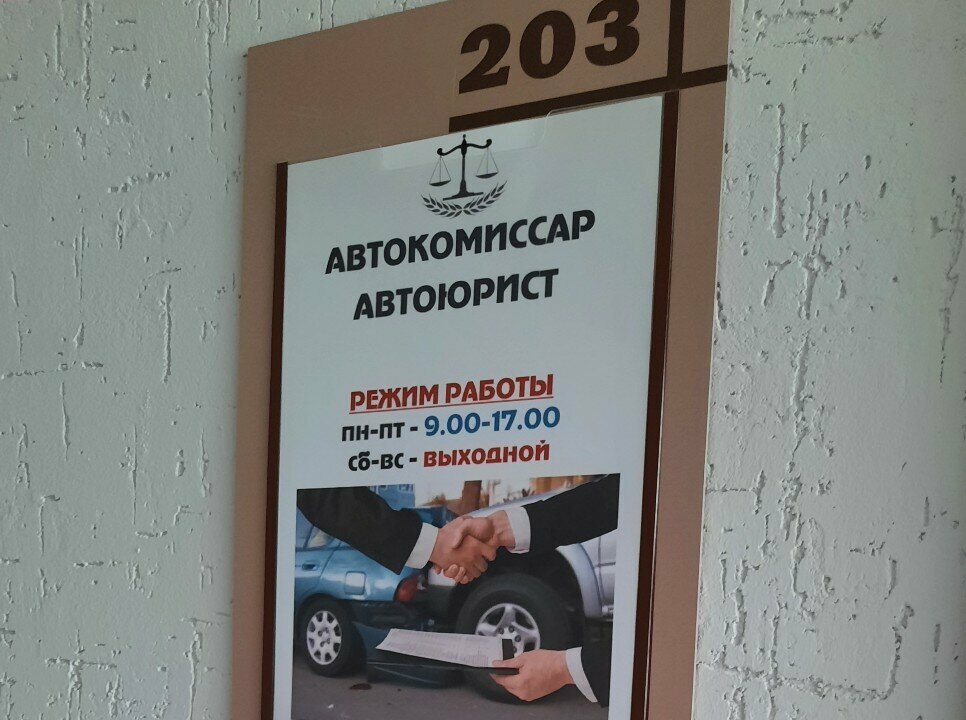 203
АВТОКОМИССАР
АВТОЮРИСТ
РЕЖИМ РАБОТЫ
ПН-ПТ - 9.00-17.00
СБ-ВС - ВЫХОДНОЙ